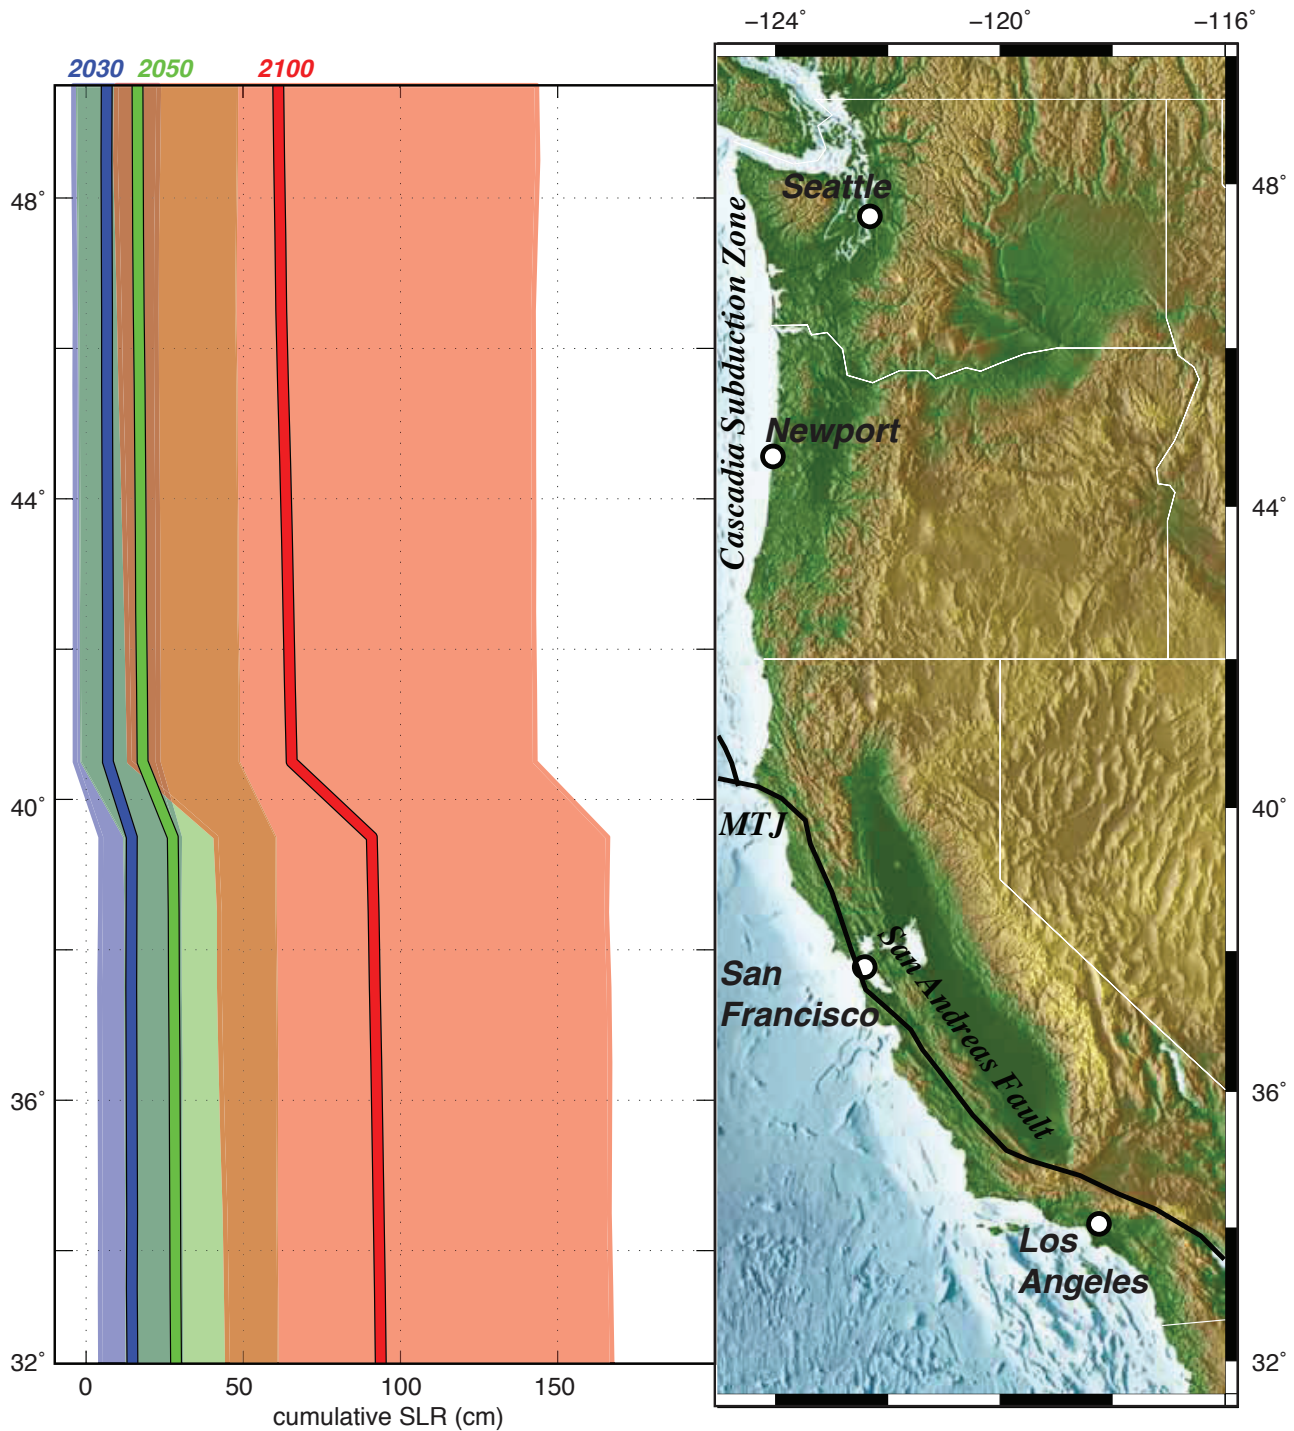 −124˚ −120˚ −116˚
2030 2050 2100
48˚
44˚
40˚
36˚
32˚
0 50 100 150
cumulative SLR (cm)
Seattle
Cascadia Subduction Zone
Newport
MTJ
San
Francisco
San Andreas Fault
Los
Angeles
48˚
44˚
40˚
36˚
32˚